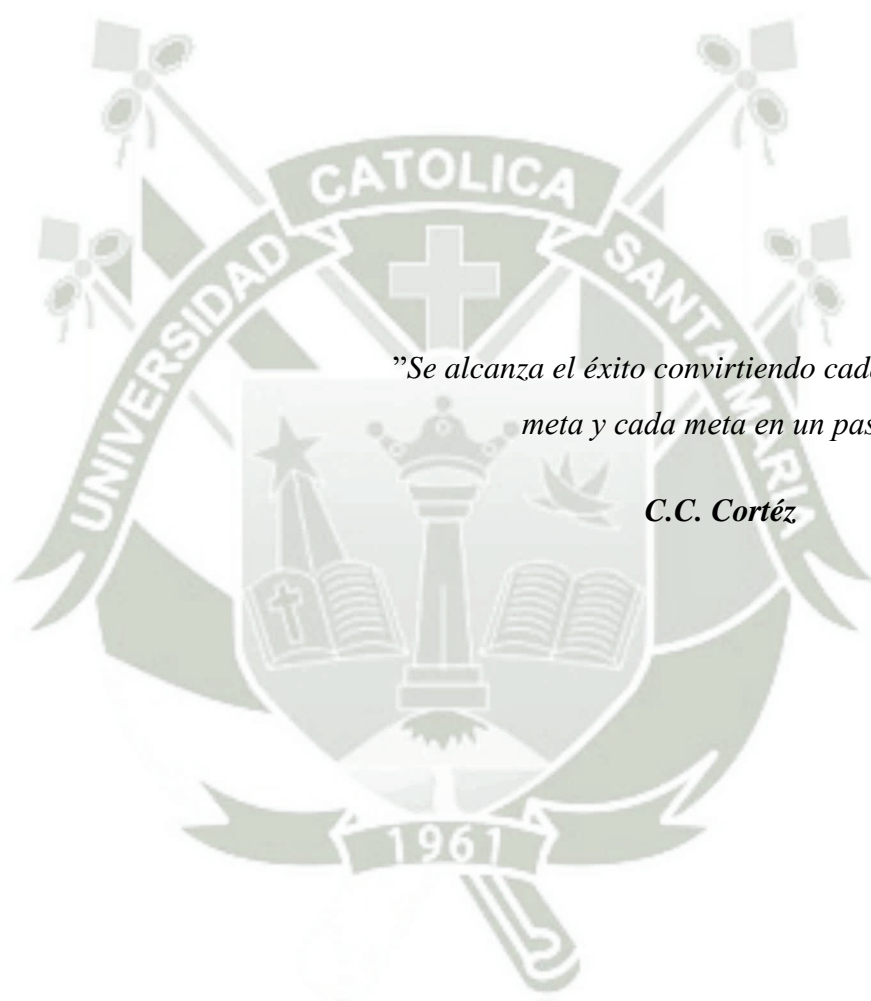 CATOLICA
UNIVERSIDAD
SANTA MARIA
”Se alcanza el éxito convirtiendo cada
meta y cada meta en un pas
C.C. Cortéz
1961